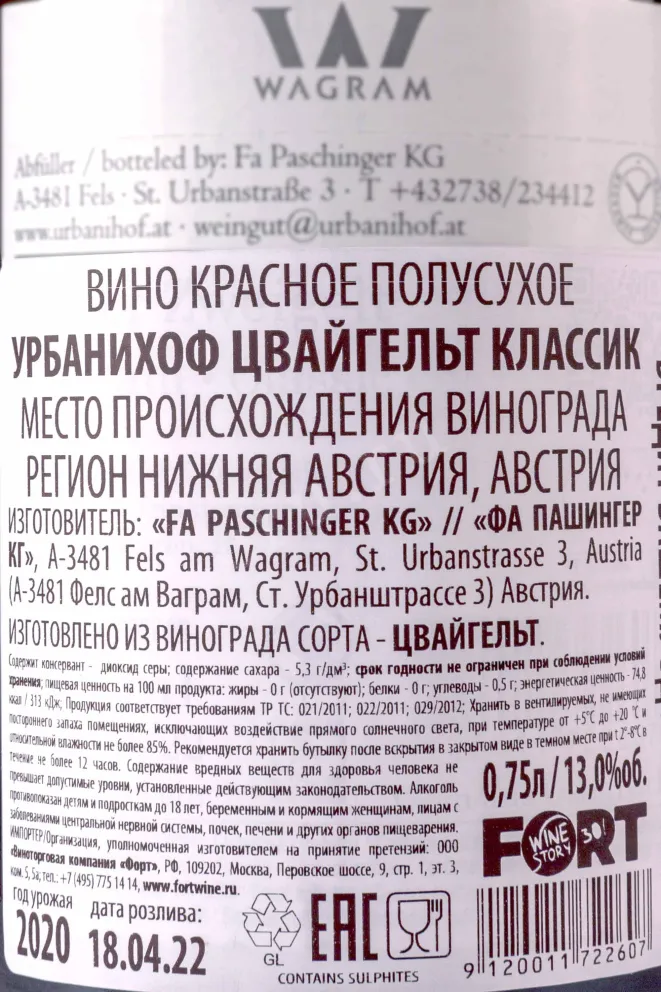 WAGRAM
Abfüller / botteled by: Fa Paschinger KG
A-3481 Fels · St. Urbanstraße 3 · T +432738/234412
www.urbanihof.at · weingut@urbanihof.at
ВИНО КРАСНОЕ ПОЛУСУХОЕ
УРБАНИХОФ ЦВАЙГЕЛЬТ КЛАССИК
МЕСТО ПРОИСХОЖДЕНИЯ ВИНОГРАДА
РЕГИОН НИЖНЯЯ АВСТРИЯ, АВСТРИЯ
ИЗГОТОВИТЕЛЬ: «FA PASCHINGER KG» // «ФА ПАШИНГЕР
КГ», A-3481 Fels am Wagram, St. Urbanstrasse 3, Austria
(А-3481 Фелс ам Ваграм, Ст. Урбанштрассе 3) Австрия.
ИЗГОТОВЛЕНО ИЗ ВИНОГРАДА СОРТА - ЦВАЙГЕЛЬТ.
Содержит консервант - диоксид серы; содержание сахара - 5,3 г/дм³; срок годности не ограничен при соблюдении условий
хранения; пищевая ценность на 100 мл продукта: жиры - 0 г (отсутствуют); белки - 0 г; углеводы - 0,5 г; энергетическая ценность - 74,8
ккал / 313 кДж; Продукция соответствует требованиям ТР ТС: 021/2011; 022/2011; 029/2012; Хранить в вентилируемых, не имеющих
постороннего запаха помещениях, исключающих воздействие прямого солнечного света, при температуре от +5°C до +20 °C и
относительной влажности не более 85%. Рекомендуется хранить бутылку после вскрытия в закрытом виде в темном месте при t 2°-8°С в
течение не более 12 часов. Содержание вредных веществ для здоровья человека не
превышает допустимые уровни, установленные действующим законодательством. Алкоголь
противопоказан детям и подросткам до 18 лет, беременным и кормящим женщинам, лицам с
заболеваниями центральной нервной системы, почек, печени и других органов пищеварения.
ИМПОРТЕР/Организация, уполномоченная изготовителем на принятие претензий: ООО
«Виноторговая компания «Форт», РФ, 109202, Москва, Перовское шоссе, 9, стр. 1, эт. 3,
ком. 5, 5а; тел.: +7 (495) 775 14 14, www.fortwine.ru.
0,75л / 13,0%об.
FORT
WINE STORY 30!
год урожая
2020
дата розлива:
18.04.22
GL
EAC
CONTAINS SULPHITES
9 120011 722607